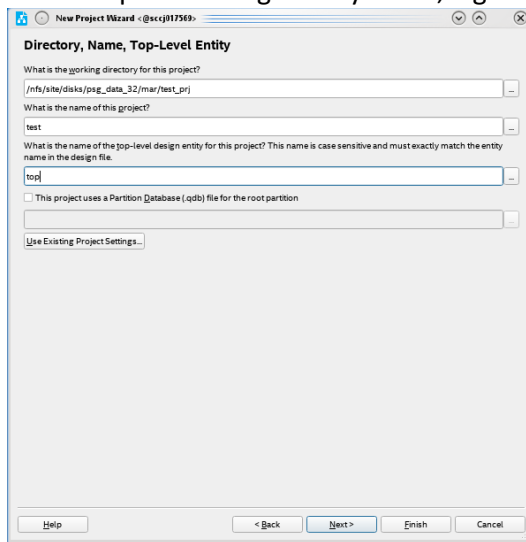 New Project Wizard <@sccj017569>
Directory, Name, Top-Level Entity
What is the working directory for this project?
/nfs/site/disks/psg_data_32/mar/test_prj
...
What is the name of this project?
test
...
What is the name of the top-level design entity for this project? This name is case sensitive and must exactly match the entity
name in the design file.
top
...
This project uses a Partition Database (.qdb) file for the root partition
...
Use Existing Project Settings...
Help < Back Next > Finish Cancel